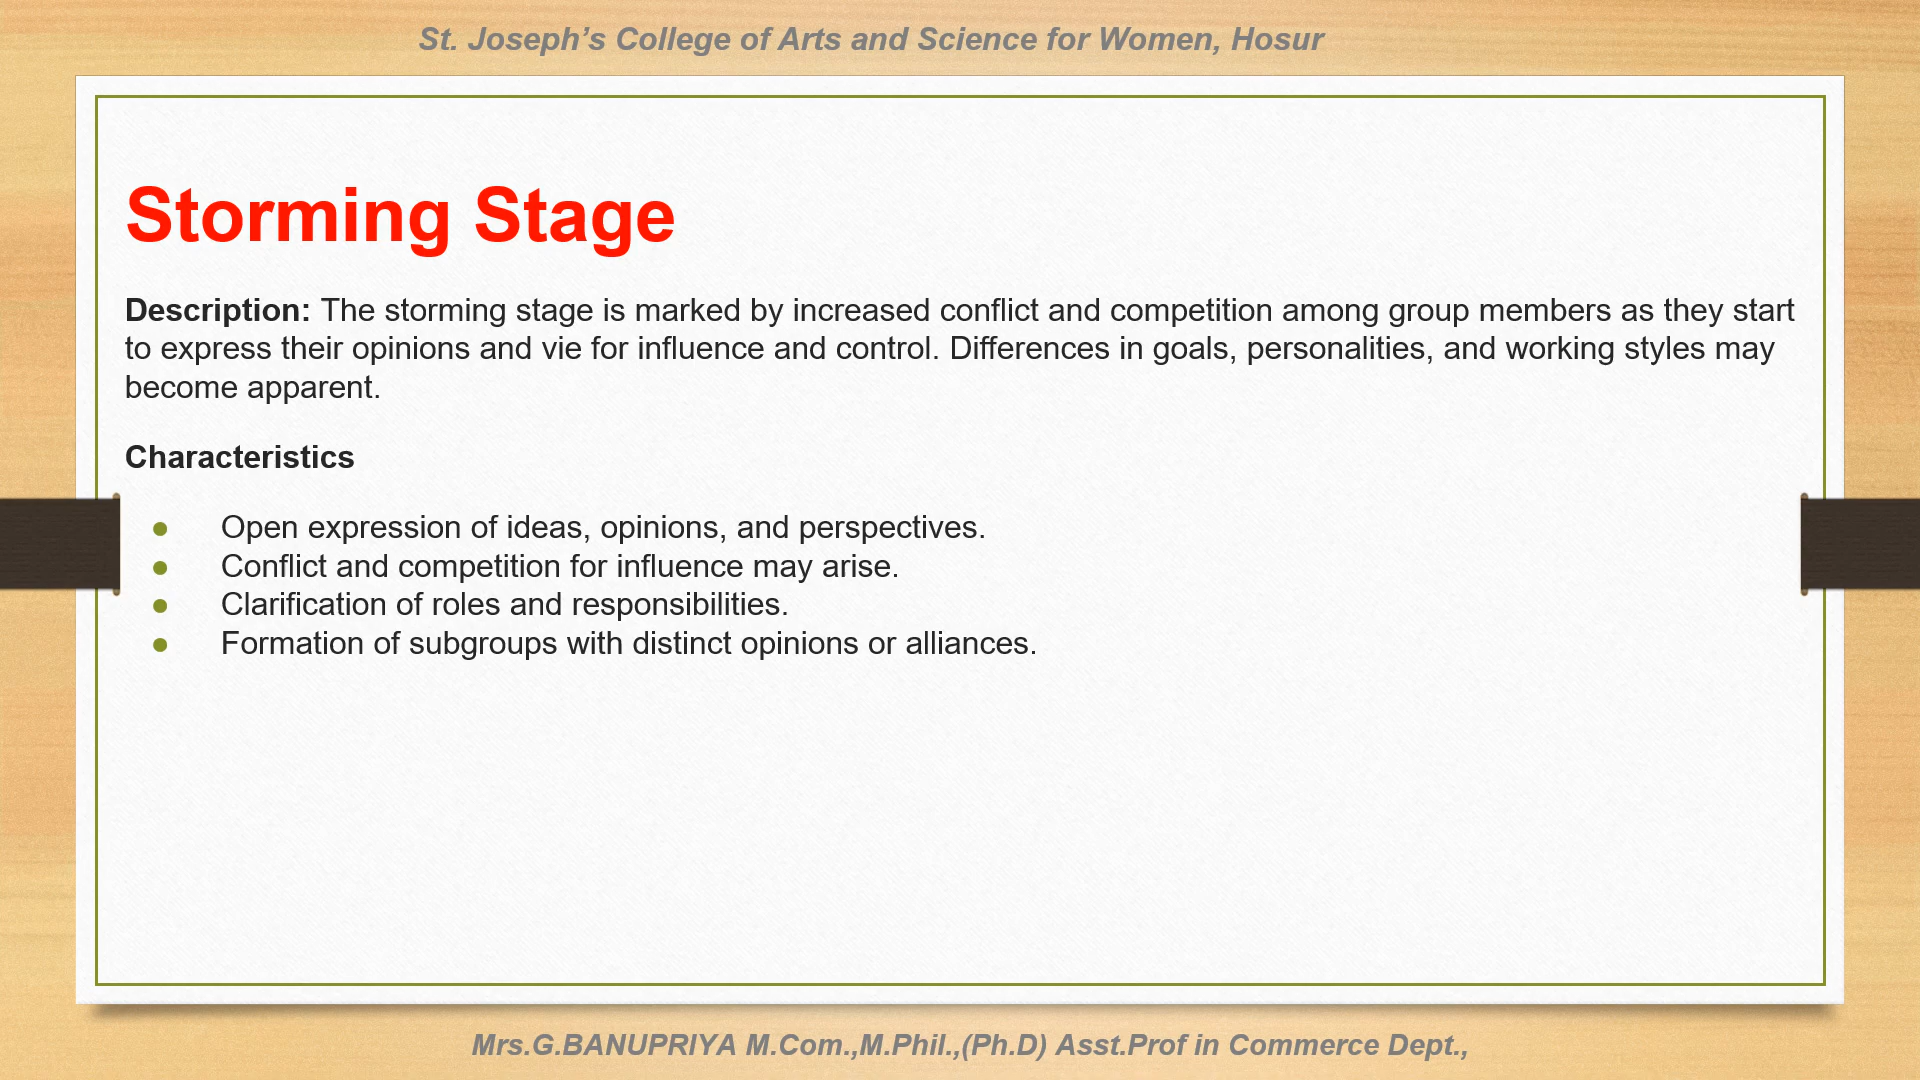 St. Joseph’s College of Arts and Science for Women, Hosur
Storming Stage
Description: The storming stage is marked by increased conflict and competition among group members as they start
to express their opinions and vie for influence and control. Differences in goals, personalities, and working styles may
become apparent.
Characteristics
● Open expression of ideas, opinions, and perspectives.
● Conflict and competition for influence may arise.
● Clarification of roles and responsibilities.
● Formation of subgroups with distinct opinions or alliances.
Mrs.G.BANUPRIYA M.Com.,M.Phil.,(Ph.D) Asst.Prof in Commerce Dept.,